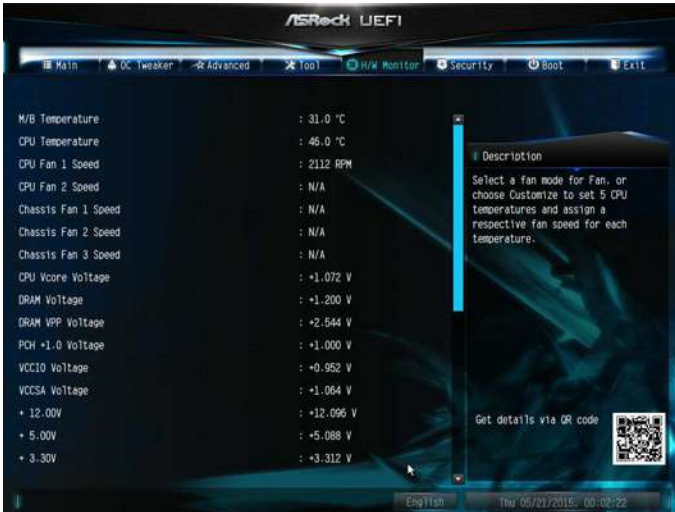 ASRock UEFI
Main OC Tweaker Advanced Tool H/W Monitor Security Boot Exit
M/B Temperature : 31.0 °C
CPU Temperature : 46.0 °C
CPU Fan 1 Speed : 2112 RPM
CPU Fan 2 Speed : N/A
Chassis Fan 1 Speed : N/A
Chassis Fan 2 Speed : N/A
Chassis Fan 3 Speed : N/A
CPU Vcore Voltage : +1.072 V
DRAM Voltage : +1.200 V
DRAM VPP Voltage : +2.544 V
PCH +1.0 Voltage : +1.000 V
VCCIO Voltage : +0.952 V
VCCSA Voltage : +1.064 V
+ 12.00V : +12.096 V
+ 5.00V : +5.088 V
+ 3.30V : +3.312 V
Description
Select a fan mode for Fan, or
choose Customize to set 5 CPU
temperatures and assign a
respective fan speed for each
temperature.
Get details via QR code
English
Thu 05/21/2015, 00:02:22